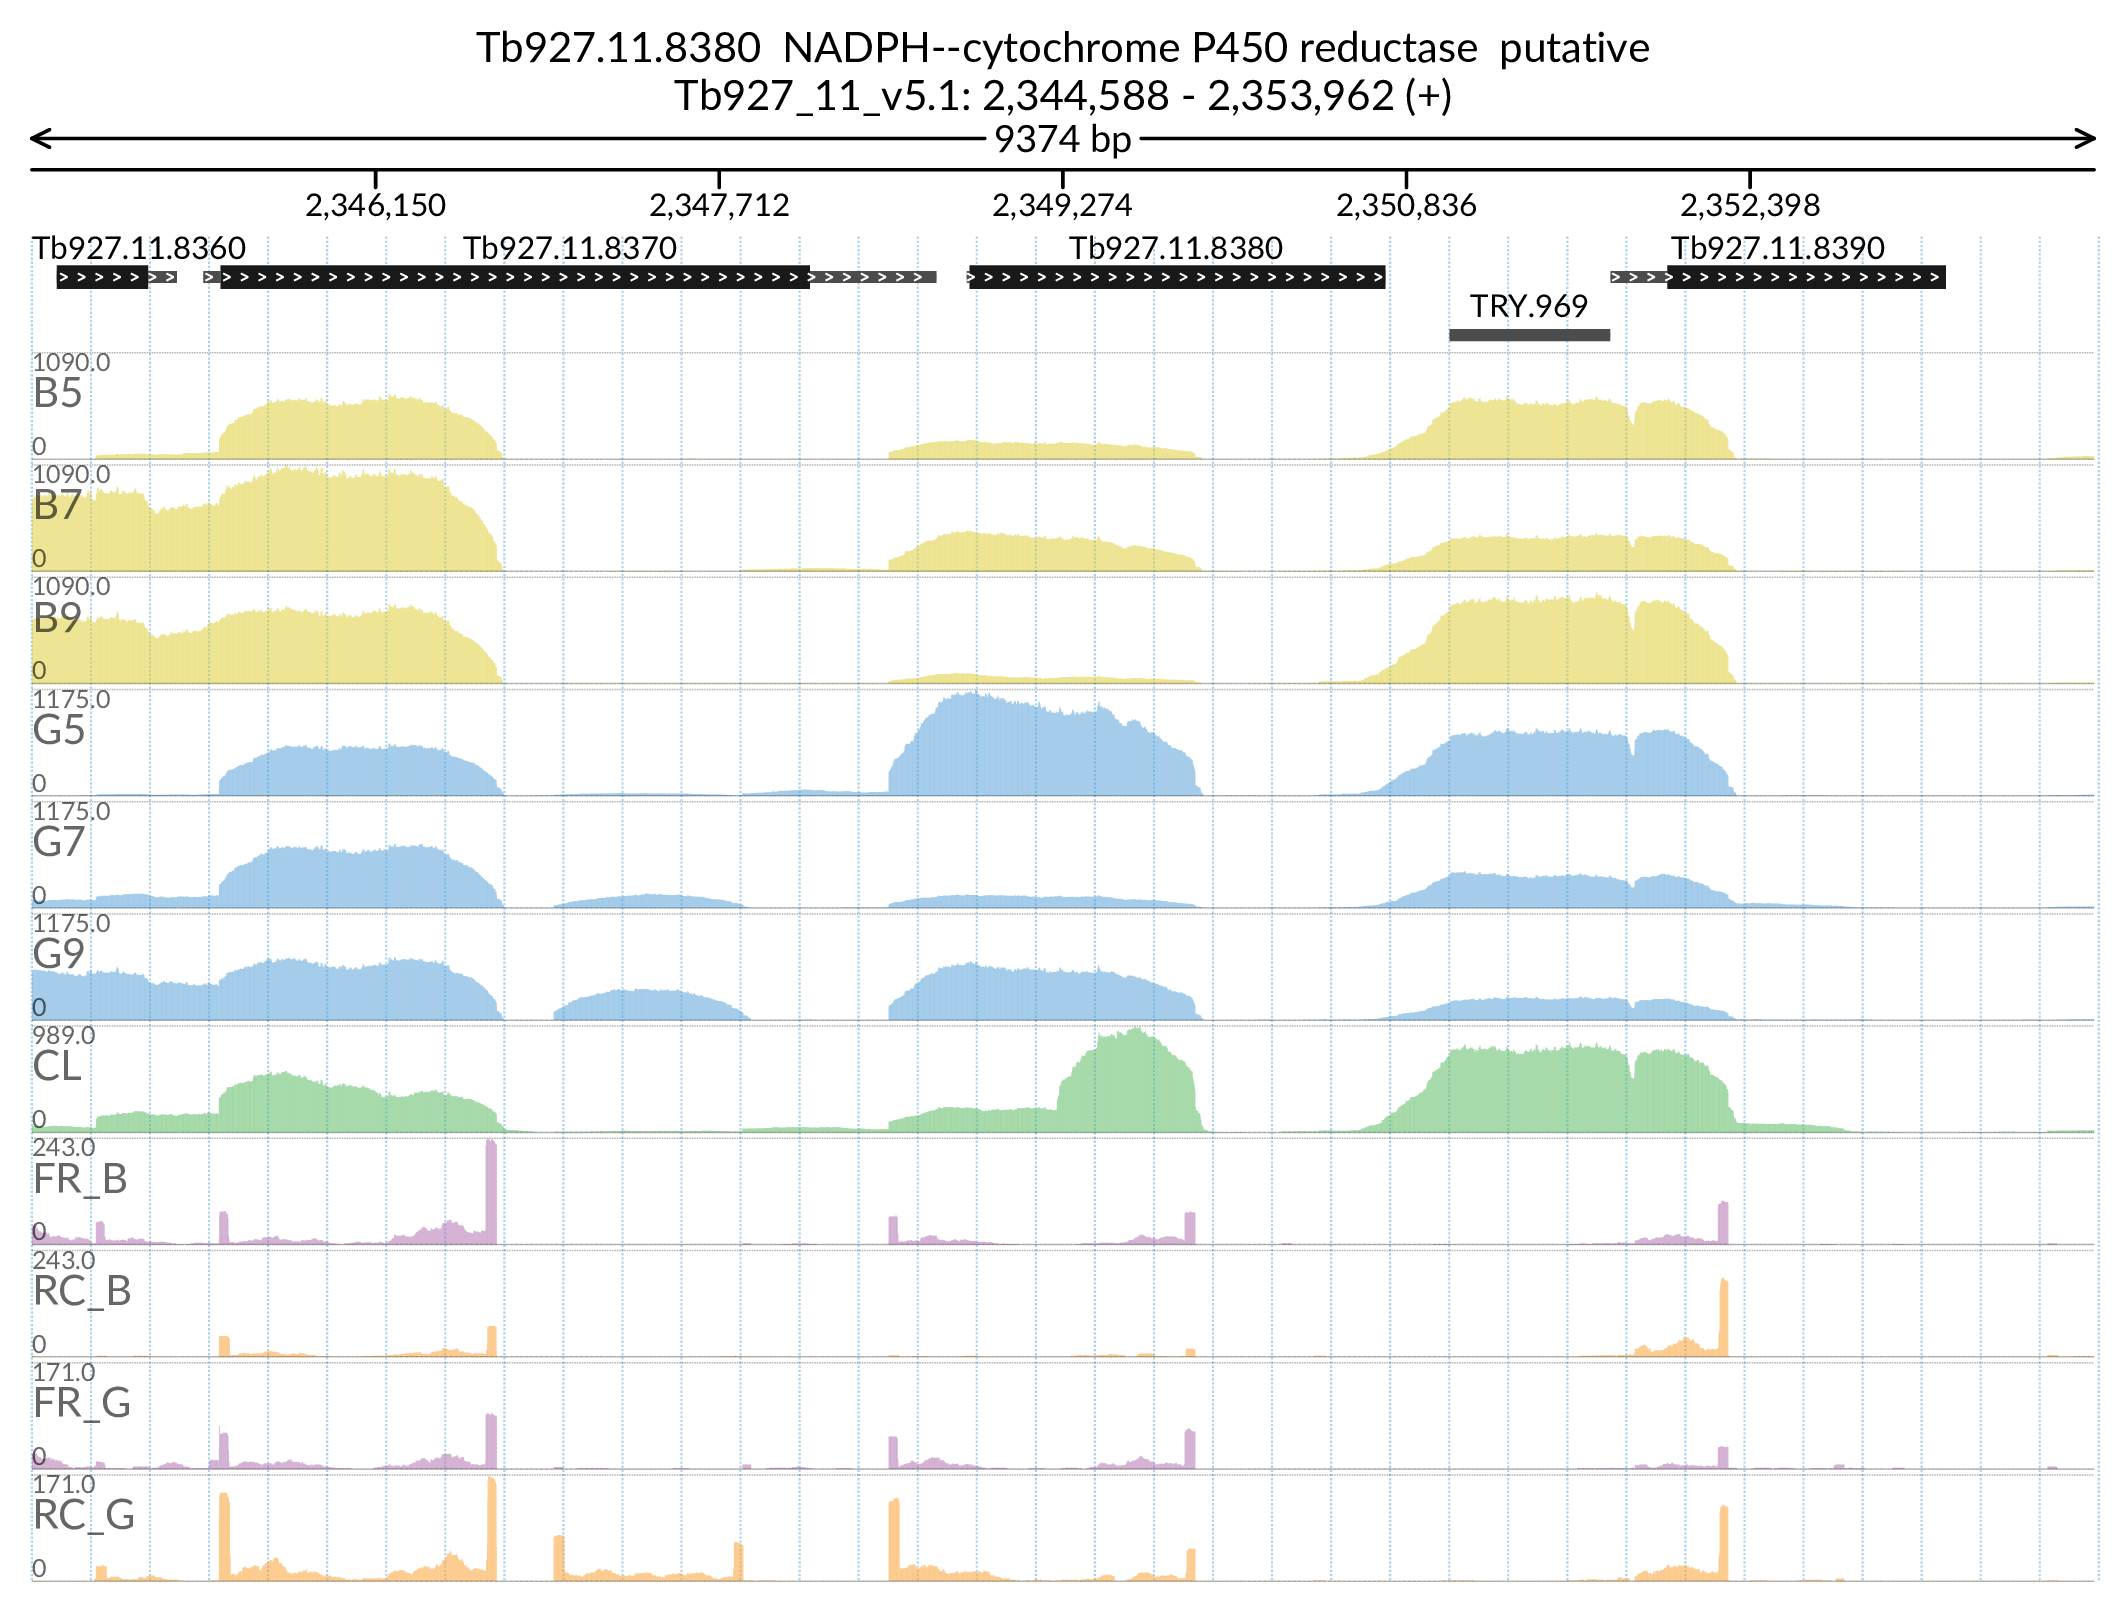 Tb927.11.8380  NADPH--cytochrome P450 reductase  putative
Tb927_11_v5.1: 2,344,588 - 2,353,962 (+)
9374 bp
2,346,150 2,347,712 2,349,274 2,350,836 2,352,398
Tb927.11.8360 Tb927.11.8370 Tb927.11.8380 Tb927.11.8390
TRY.969
1090.0
B5
0
1090.0
B7
0
1090.0
B9
0
1175.0
G5
0
1175.0
G7
0
1175.0
G9
0
989.0
CL
0
243.0
FR_B
0
243.0
RC_B
0
171.0
FR_G
0
171.0
RC_G
0